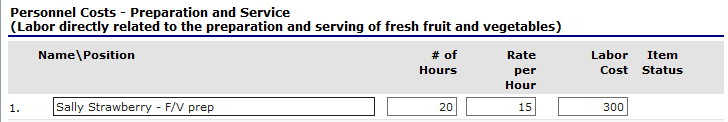 Personnel Costs - Preparation and Service
(Labor directly related to the preparation and serving of fresh fruit and vegetables)
Name\Position # of Hours Rate per Hour Labor Cost Item Status
1. Sally Strawberry - F/V prep 20 15 300